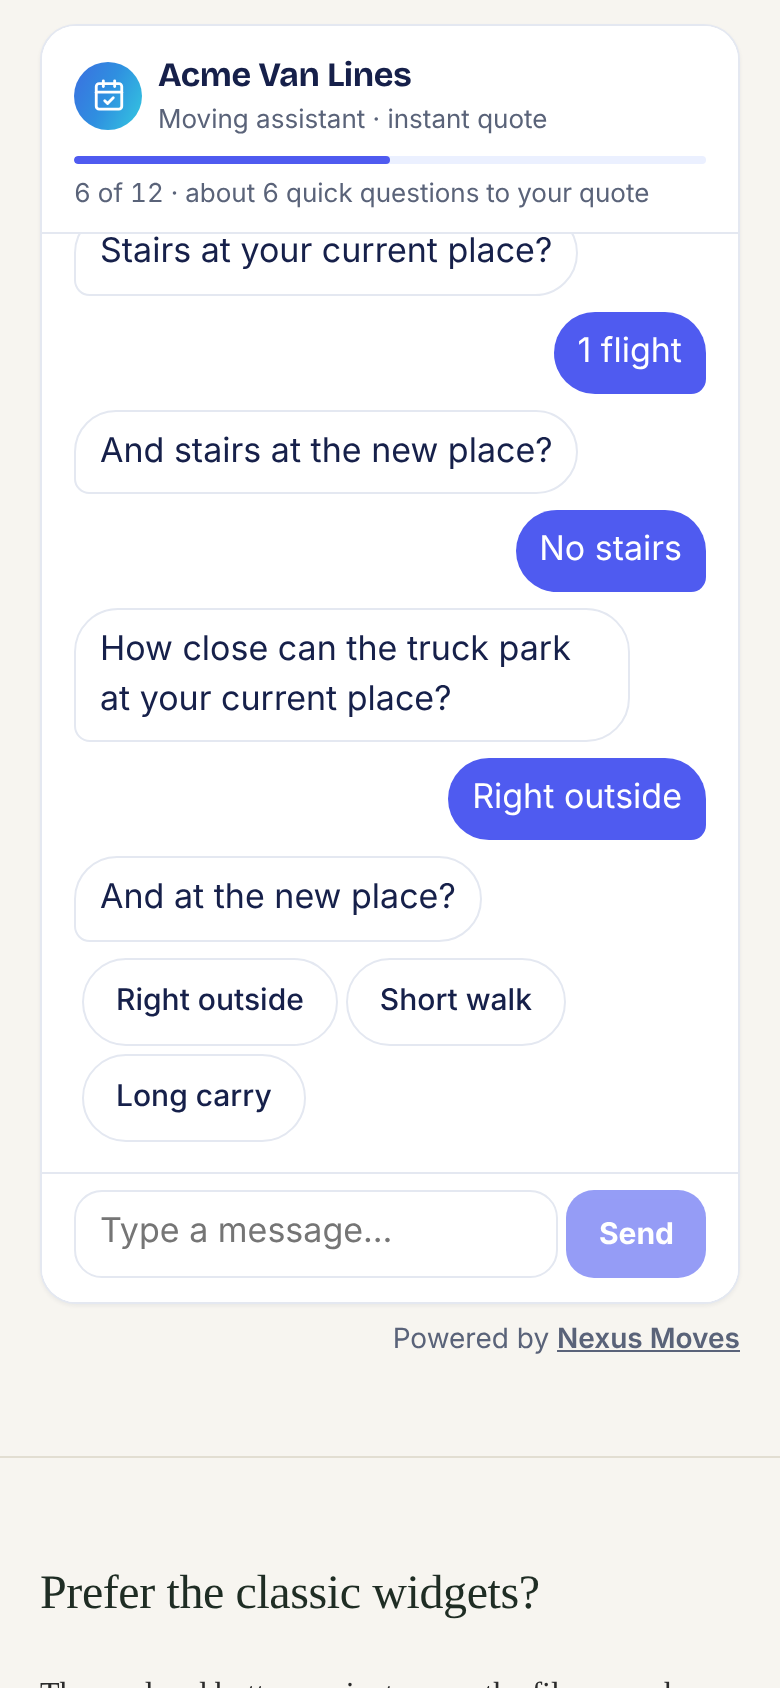 Acme Van Lines
Moving assistant · instant quote
6 of 12 · about 6 quick questions to your quote
Stairs at your current place?
1 flight
And stairs at the new place?
No stairs
How close can the truck park
at your current place?
Right outside
And at the new place?
Right outside
Short walk
Long carry
Type a message...
Send
Powered by Nexus Moves
Prefer the classic widgets?